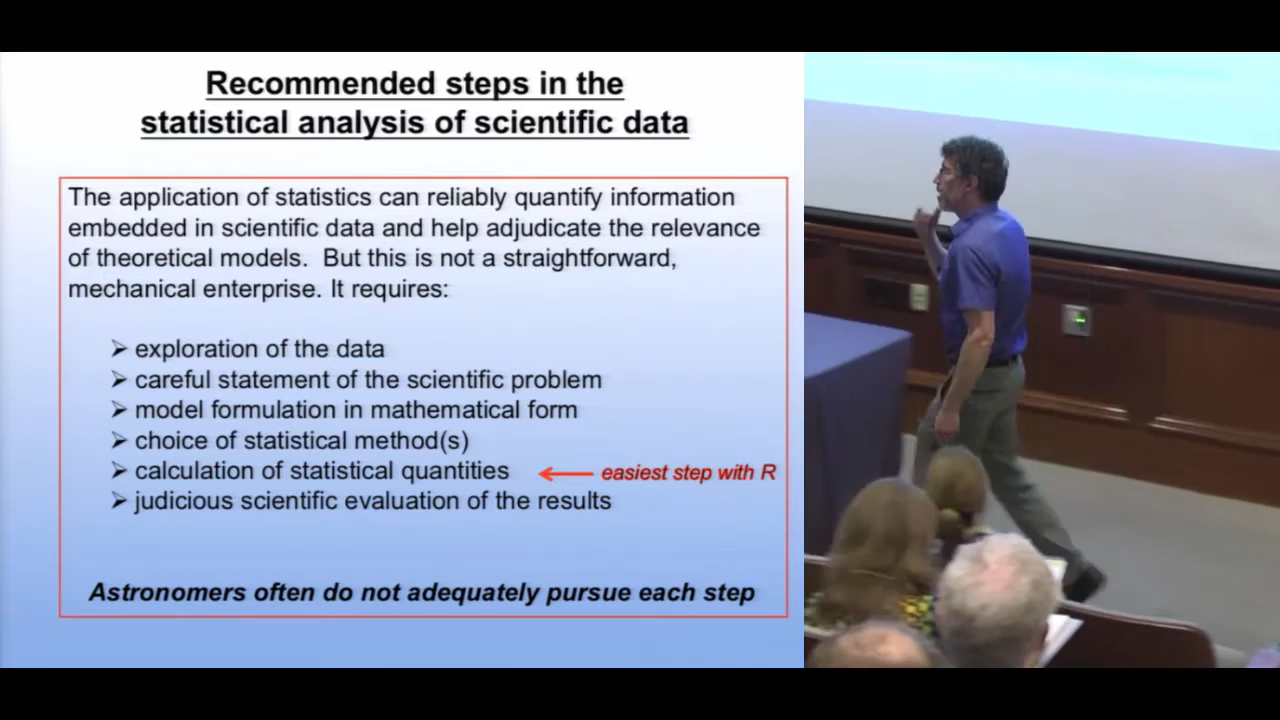 Recommended steps in the
statistical analysis of scientific data
The application of statistics can reliably quantify information
embedded in scientific data and help adjudicate the relevance
of theoretical models.  But this is not a straightforward,
mechanical enterprise. It requires:
➢ exploration of the data
➢ careful statement of the scientific problem
➢ model formulation in mathematical form
➢ choice of statistical method(s)
➢ calculation of statistical quantities ← easiest step with R
➢ judicious scientific evaluation of the results
Astronomers often do not adequately pursue each step